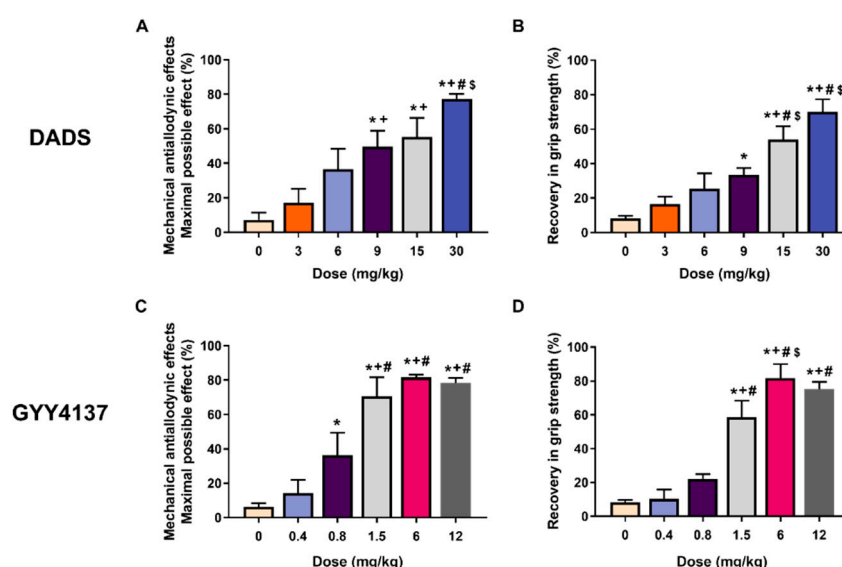 A
B
DADS
Mechanical antiallodynic effects
Maximal possible effect (%)
100
80
60
40
20
0
*+
*+
*+#$
0 3 6 9 15 30
Dose (mg/kg)
Recovery in grip strength (%)
100
80
60
40
20
0
*
*+#$
*+#$
0 3 6 9 15 30
Dose (mg/kg)
C
D
GYY4137
Mechanical antiallodynic effects
Maximal possible effect (%)
100
80
60
40
20
0
*
*+#
*+#
*+#
0 0.4 0.8 1.5 6 12
Dose (mg/kg)
Recovery in grip strength (%)
100
80
60
40
20
0
*+#
*+#$
*+#
0 0.4 0.8 1.5 6 12
Dose (mg/kg)